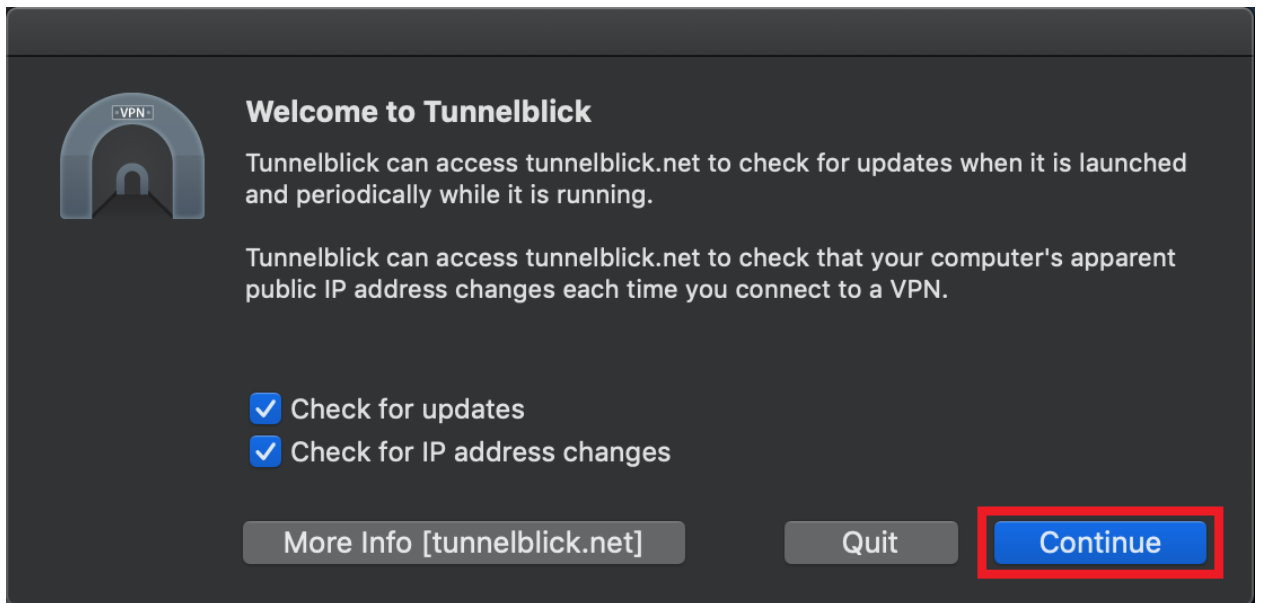 -VPN-
Welcome to Tunnelblick
Tunnelblick can access tunnelblick.net to check for updates when it is launched
and periodically while it is running.
Tunnelblick can access tunnelblick.net to check that your computer's apparent
public IP address changes each time you connect to a VPN.
Check for updates
Check for IP address changes
More Info [tunnelblick.net]
Quit
Continue